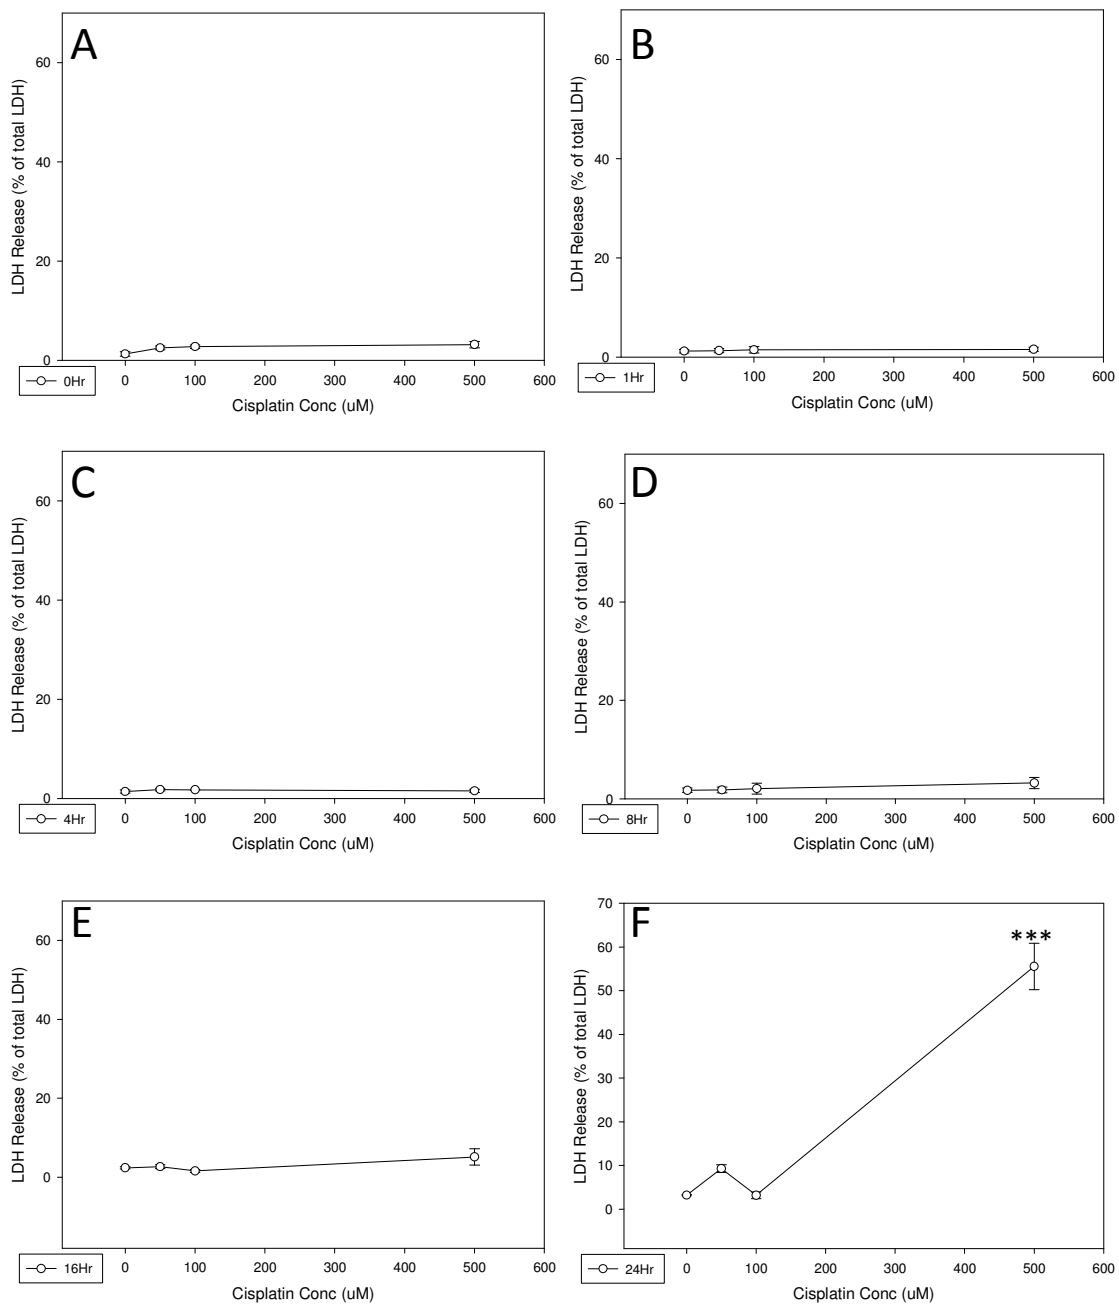 A
LDH Release (% of total LDH)
60
40
20
0
0 100 200 300 400 500 600
0Hr
Cisplatin Conc (uM)
B
LDH Release (% of total LDH)
60
40
20
0
0 100 200 300 400 500 600
1Hr
Cisplatin Conc (uM)
C
LDH Release (% of total LDH)
60
40
20
0
0 100 200 300 400 500 600
4Hr
Cisplatin Conc (uM)
D
LDH Release (% of total LDH)
60
40
20
0
0 100 200 300 400 500 600
8Hr
Cisplatin Conc (uM)
E
LDH Release (% of total LDH)
60
40
20
0
0 100 200 300 400 500 600
16Hr
Cisplatin Conc (uM)
F
***
LDH Release (% of total LDH)
70
60
50
40
30
20
10
0
0 100 200 300 400 500 600
24Hr
Cisplatin Conc (uM)